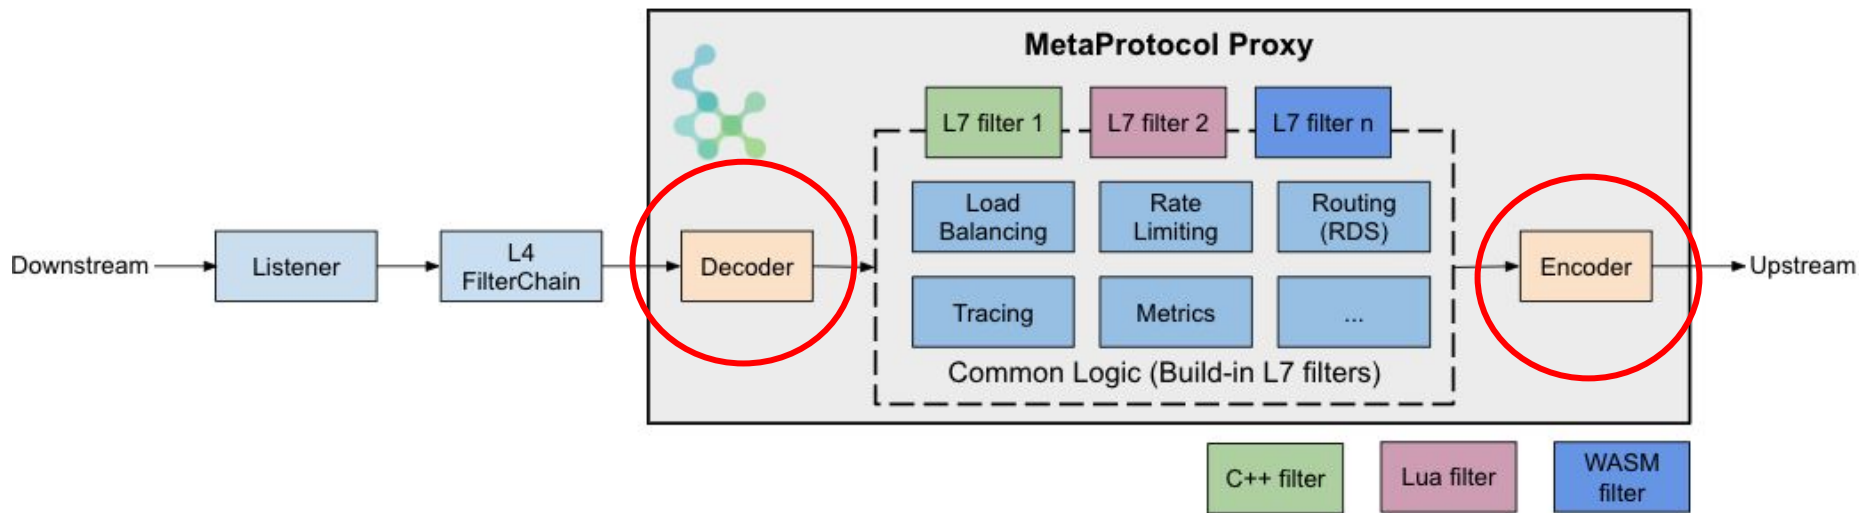 MetaProtocol Proxy
L7 filter 1
L7 filter 2
L7 filter n
Load
Balancing
Rate
Limiting
Routing
(RDS)
Downstream
Listener
L4
FilterChain
Decoder
Encoder
Upstream
Tracing
Metrics
...
Common Logic (Build-in L7 filters)
C++ filter
Lua filter
WASM
filter